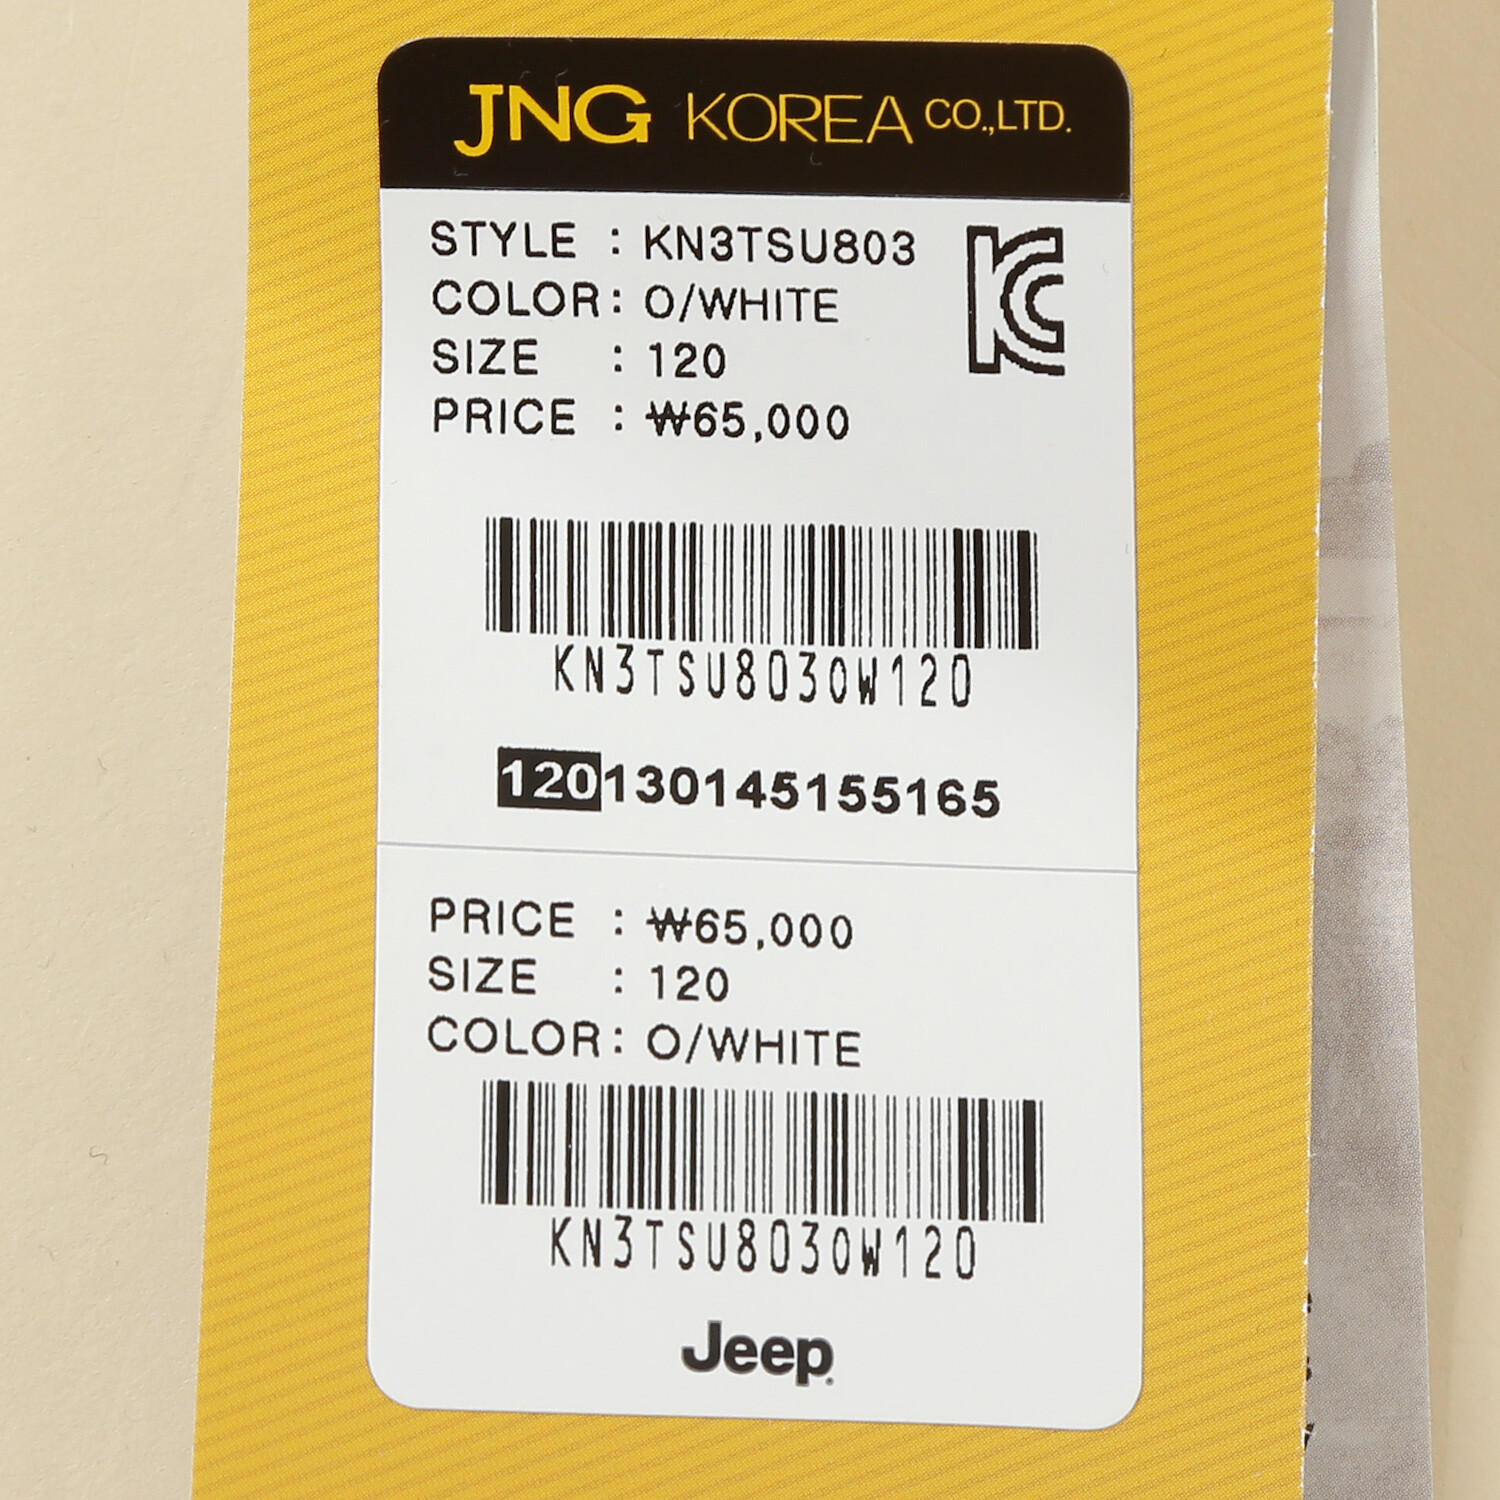 JNG KOREA CO.,LTD.
STYLE : KN3TSU803
COLOR : O/WHITE
SIZE : 120
PRICE : ₩65,000
KN3TSU803OW120
120130145155165
PRICE : ₩65,000
SIZE : 120
COLOR : O/WHITE
KN3TSU803OW120
Jeep